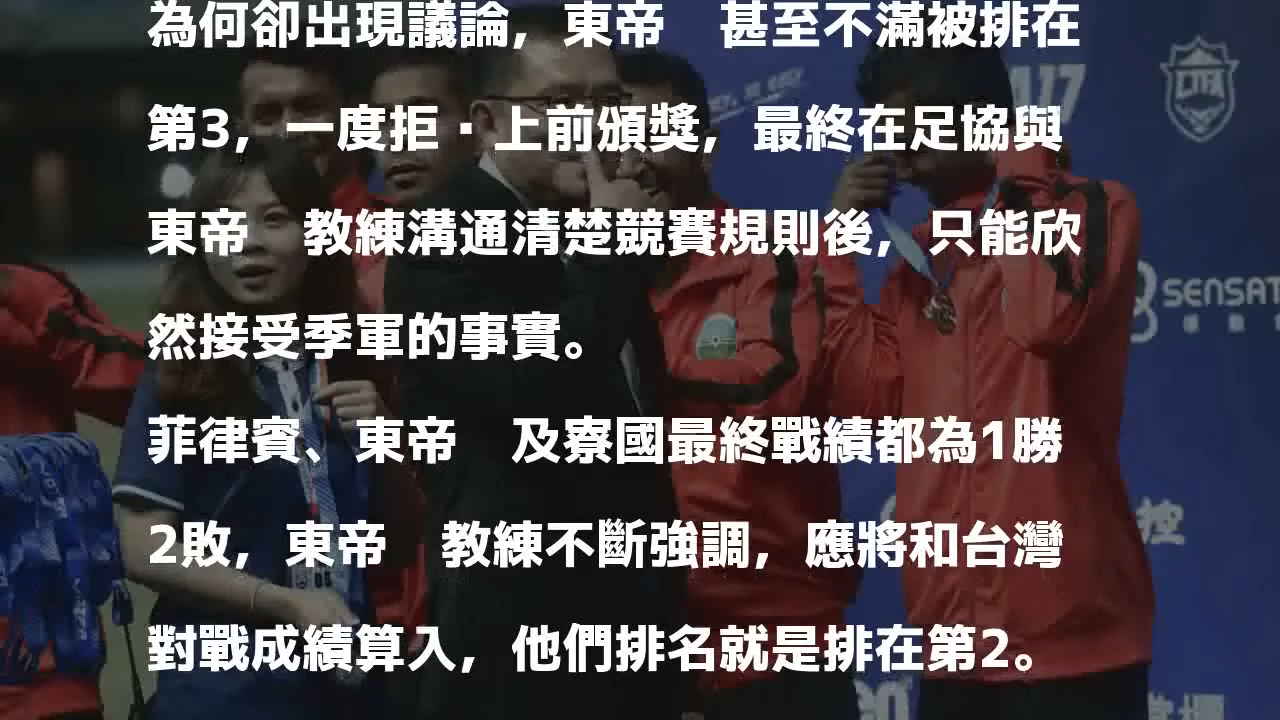 為何卻出現議論，東帝　甚至不滿被排在
第3，一度拒·上前頒獎，最終在足協與
東帝　教練溝通清楚競賽規則後，只能欣
然接受季軍的事實。
菲律賓、東帝　及寮國最終戰績都為1勝
2敗，東帝　教練不斷強調，應將和台灣
對戰成績算入，他們排名就是排在第2。
CTFA
SENSAT
控